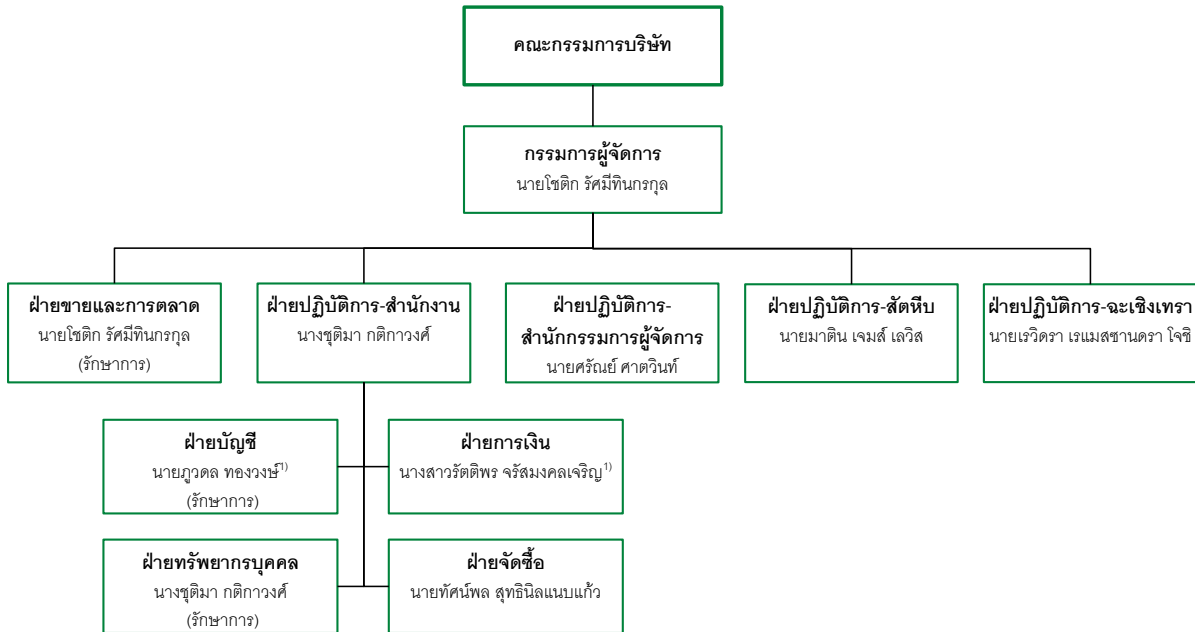 คณะกรรมการบริษัท
กรรมการผู้จัดการ
นายโชติก รัศมีทินกรกุล
ฝ่ายขายและการตลาด
นายโชติก รัศมีทินกรกุล
(รักษาการ)
ฝ่ายปฏิบัติการ-สำนักงาน
นางชุติมา กติกาวงศ์
ฝ่ายปฏิบัติการ-
สำนักกรรมการผู้จัดการ
นายศรัณย์ ศาตวินท์
ฝ่ายปฏิบัติการ-สัตหีบ
นายมาติน เจมส์ เลวิส
ฝ่ายปฏิบัติการ-ฉะเชิงเทรา
นายเรวิดรา เรแมสซานดรา โจชิ
ฝ่ายบัญชี
นายภูวดล ทองวงษ์¹⁾
(รักษาการ)
ฝ่ายการเงิน
นางสาวรัตติพร จรัสมงคลเจริญ¹⁾
ฝ่ายทรัพยากรบุคคล
นางชุติมา กติกาวงศ์
(รักษาการ)
ฝ่ายจัดซื้อ
นายทัศน์พล สุทธินิลแนบแก้ว